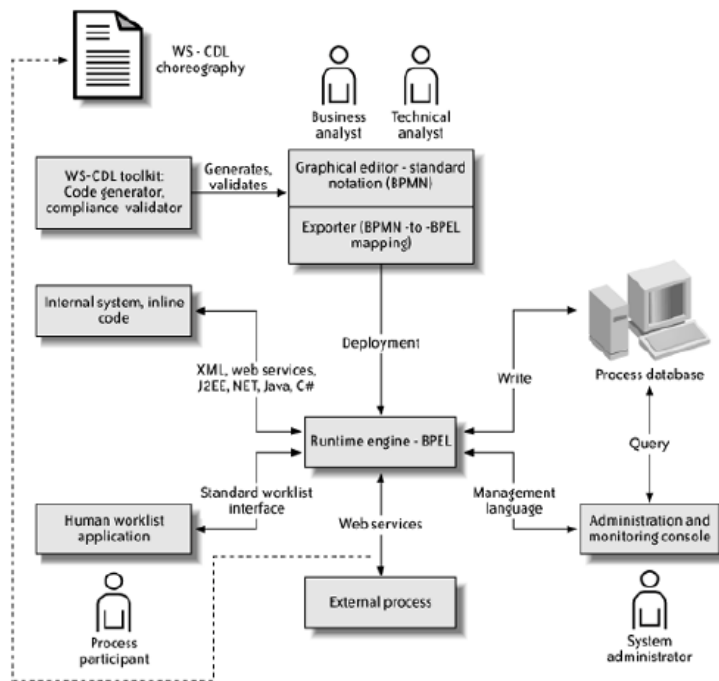 WS - CDL
choreography
Business
analyst
Technical
analyst
WS-CDL toolkit:
Code generator,
compliance validator
Generates,
validates
Graphical editor - standard
notation (BPMN)
Exporter (BPMN -to -BPEL
mapping)
Internal system, inline
code
Deployment
XML, web services,
J2EE, NET, Java, C#
Write
Process database
Runtime engine - BPEL
Query
Standard worklist
interface
Management
language
Human worklist
application
Web services
Administration and
monitoring console
External process
Process
participant
System
administrator